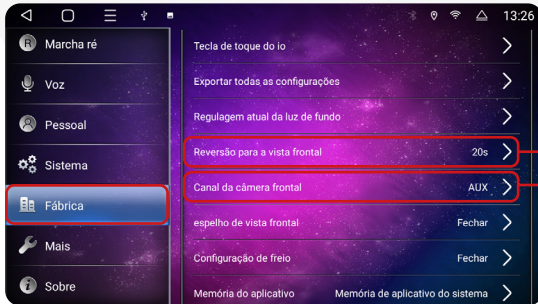 13:26
R Marcha ré
Voz
Pessoal
Sistema
Fábrica
Mais
i Sobre
Tecla de toque do io
Exportar todas as configurações
Regulagem atual da luz de fundo
Reversão para a vista frontal 20s
Canal da câmera frontal AUX
espelho de vista frontal Fechar
Configuração de freio Fechar
Memória do aplicativo Memória de aplicativo do sistema